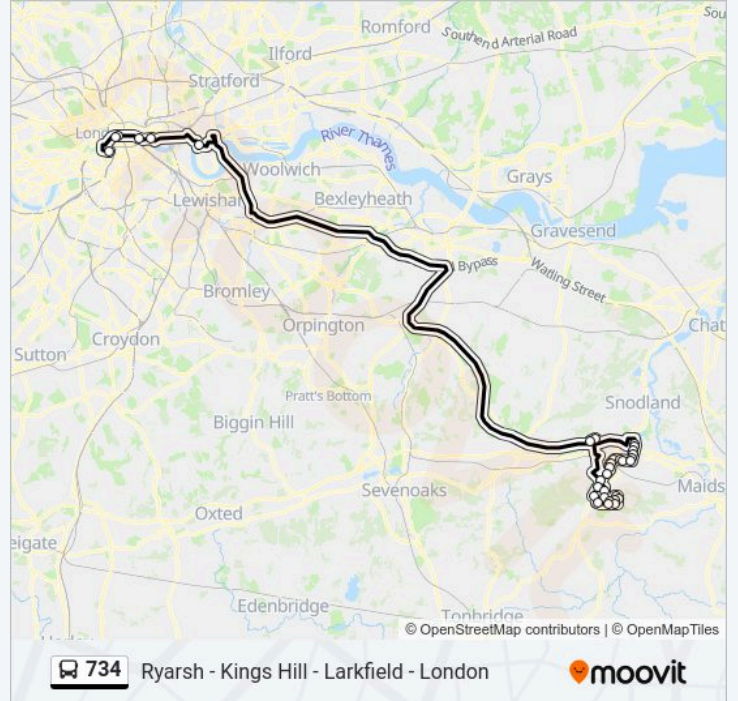 Romford
Sou
Southend Arterial Road
Ilford
Stratford
Lond
River Thames
Woolwich
Grays
Lewisham
Bexleyheath
Gravesend
Bypass
Watling Street
Bromley
Orpington
Chat
Croydon
Sutton
Pratt's Bottom
Snodland
Biggin Hill
Maids
Sevenoaks
Oxted
eigate
Edenbridge
Tonbridge
© OpenStreetMap contributors | © OpenMapTiles
734 Ryarsh - Kings Hill - Larkfield - London moovit